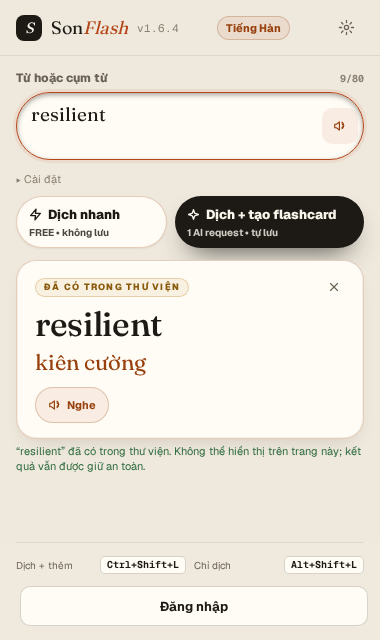 S SonFlash v1.6.4 Tiếng Hàn
Từ hoặc cụm từ 9/80
resilient
▸ Cài đặt
Dịch nhanh Dịch + tạo flashcard
FREE • không lưu 1 AI request • tự lưu
ĐÃ CÓ TRONG THƯ VIỆN
resilient
kiên cường
Nghe
“resilient” đã có trong thư viện. Không thể hiển thị trên trang này; kết
quả vẫn được giữ an toàn.
Dịch + thêm Ctrl+Shift+L Chỉ dịch Alt+Shift+L
Đăng nhập